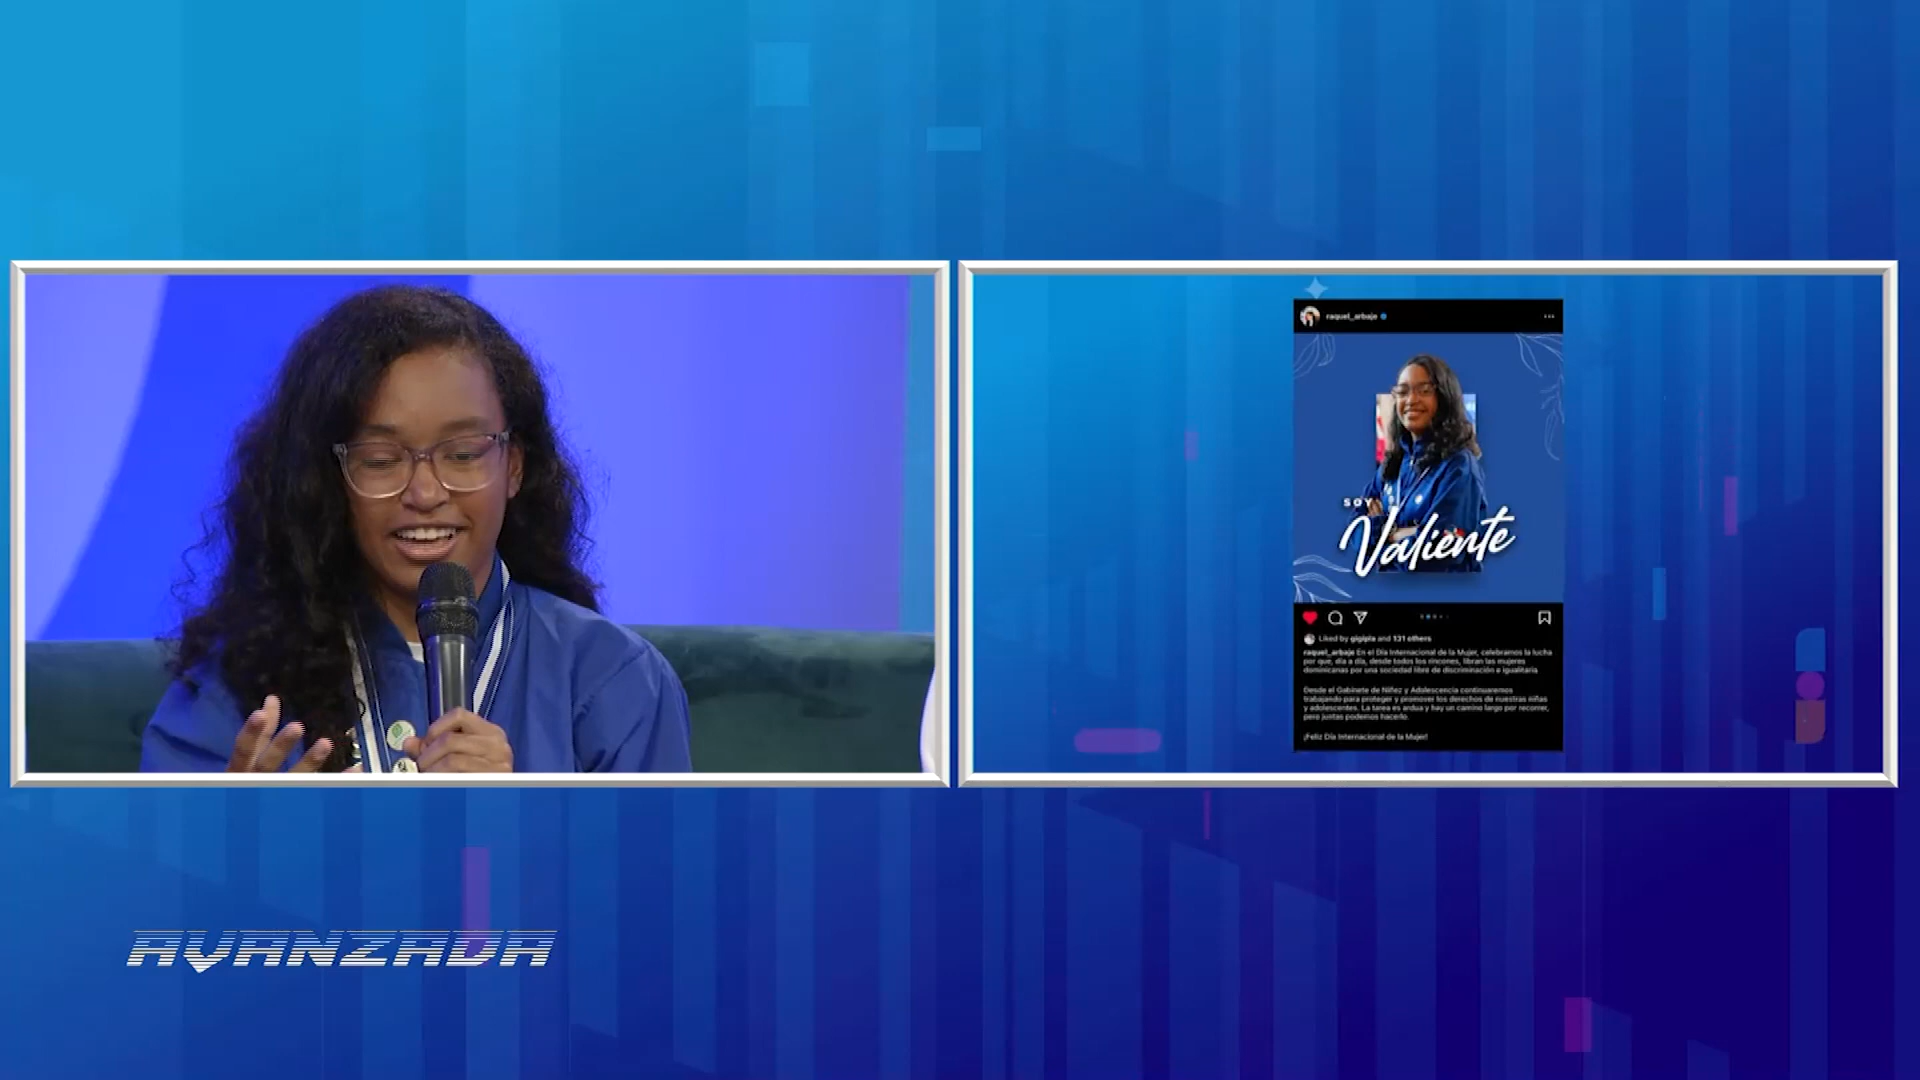 raquel_arbaje
SOY
Valiente
Liked by gigipla and 131 others
raquel_arbaje En el Día Internacional de la Mujer, celebramos la lucha
por que, día a día, desde todos los rincones, libran las mujeres
dominicanas por una sociedad libre de discriminación e igualitaria.
Desde el Gabinete de Niñez y Adolescencia continuaremos
trabajando para proteger y promover los derechos de nuestras niñas
y adolescentes. La tarea es ardua y hay un camino largo por recorrer,
pero juntas podemos hacerlo.
¡Feliz Día Internacional de la Mujer!
AVANZADA